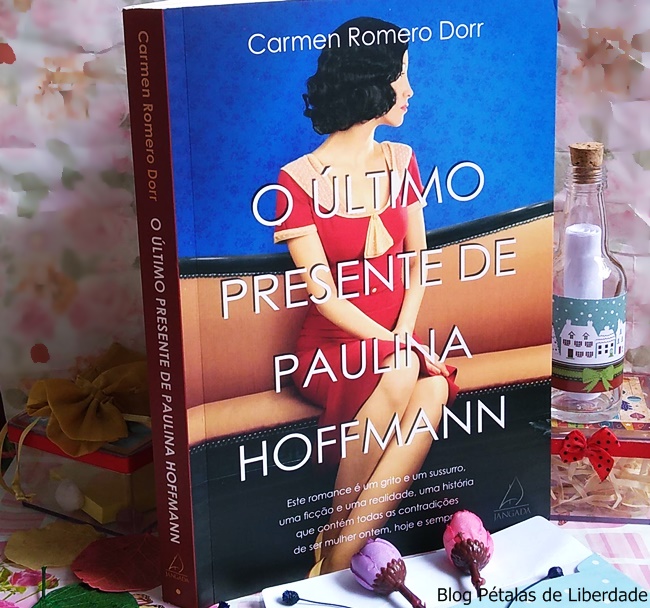 Carmen Romero Dorr
O ÚLTIMO
PRESENTE DE
PAULINA
HOFFMANN
Este romance é um grito e um sussurro,
uma ficção e uma realidade, uma história
que contém todas as contradições
de ser mulher ontem, hoje e
JANGADA
Carmen Romero Dorr O ÚLTIMO PRESENTE DE PAULINA HOFFMANN
JANGADA
Blog Pétalas de Liberdade